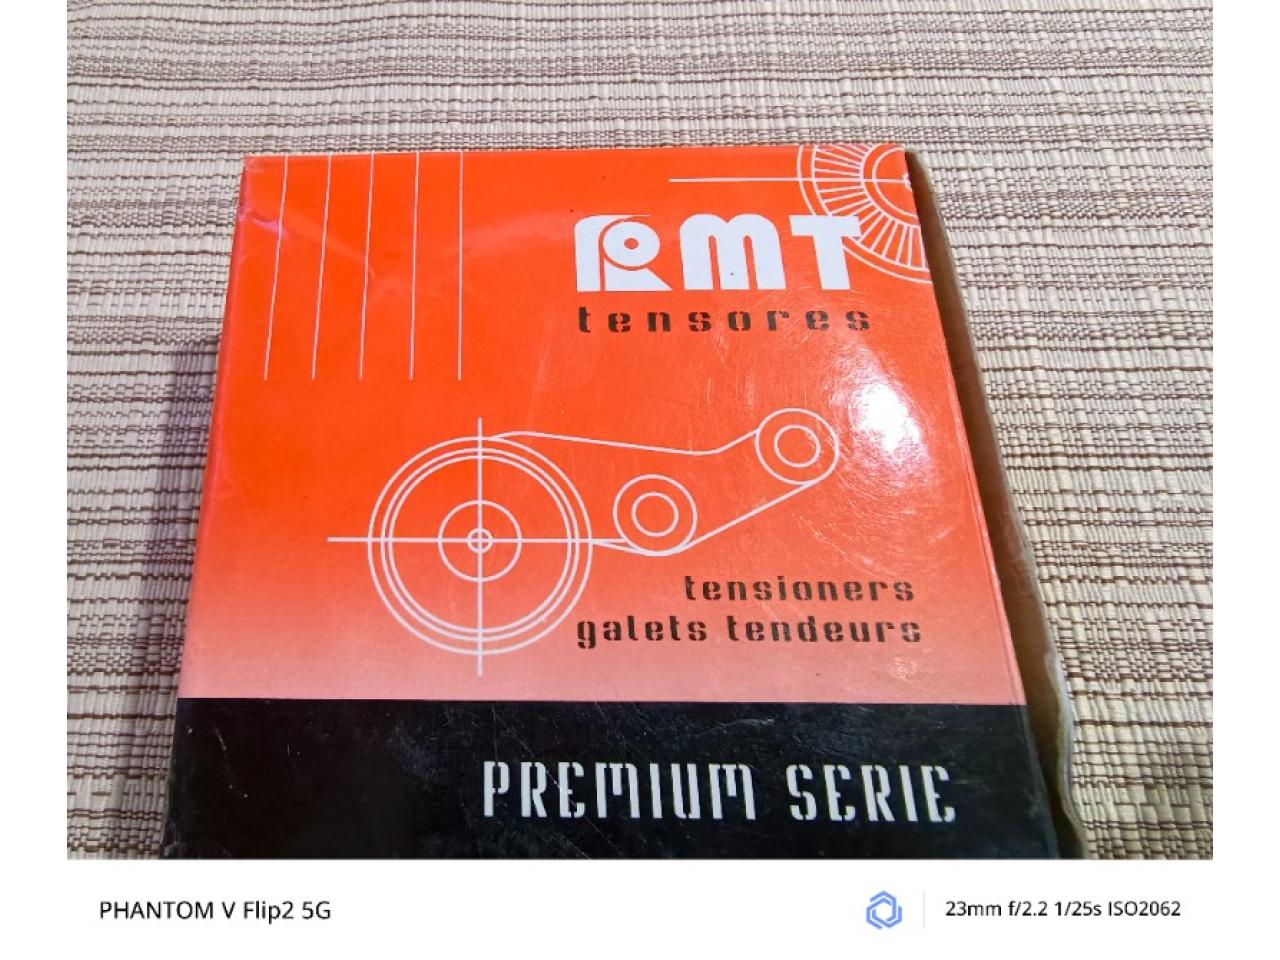 RMT
tensores
tensioners
galets tendeurs
PREMIUM SERIE
PHANTOM V Flip2 5G
23mm f/2.2 1/25s ISO2062